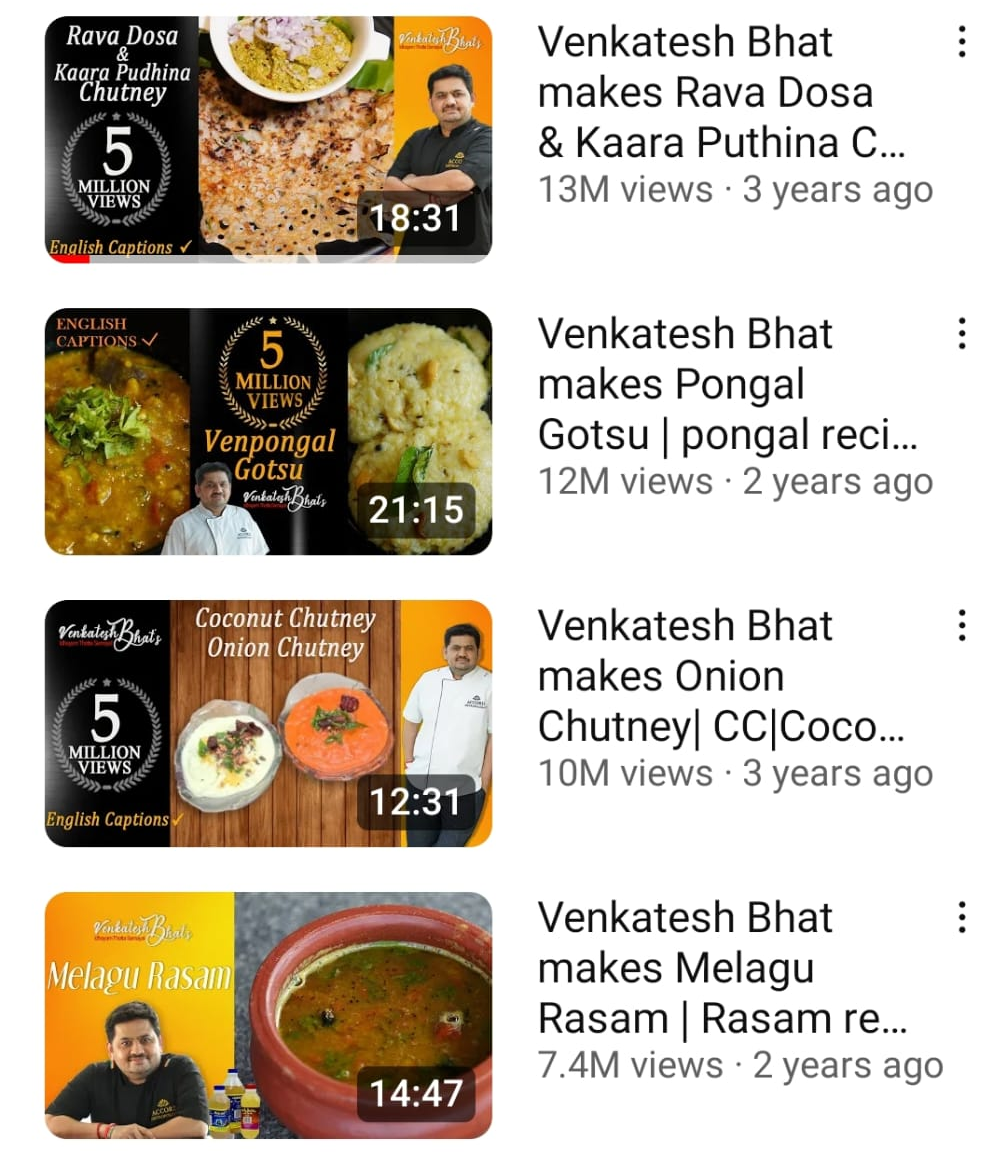 Rava Dosa
&
Kaara Pudhina
Chutney
5
MILLION
VIEWS
English Captions ✓
Venkatesh Bhat's
18:31
Venkatesh Bhat
makes Rava Dosa
& Kaara Puthina C...
13M views · 3 years ago
ENGLISH
CAPTIONS ✓
5
MILLION
VIEWS
Venpongal
Gotsu
Venkatesh Bhat's
21:15
Venkatesh Bhat
makes Pongal
Gotsu | pongal reci...
12M views · 2 years ago
Venkatesh Bhat's
Coconut Chutney
Onion Chutney
5
MILLION
VIEWS
English Captions ✓
12:31
Venkatesh Bhat
makes Onion
Chutney| CC|Coco...
10M views · 3 years ago
Venkatesh Bhat's
Melagu Rasam
ACCORD
14:47
Venkatesh Bhat
makes Melagu
Rasam | Rasam re...
7.4M views · 2 years ago